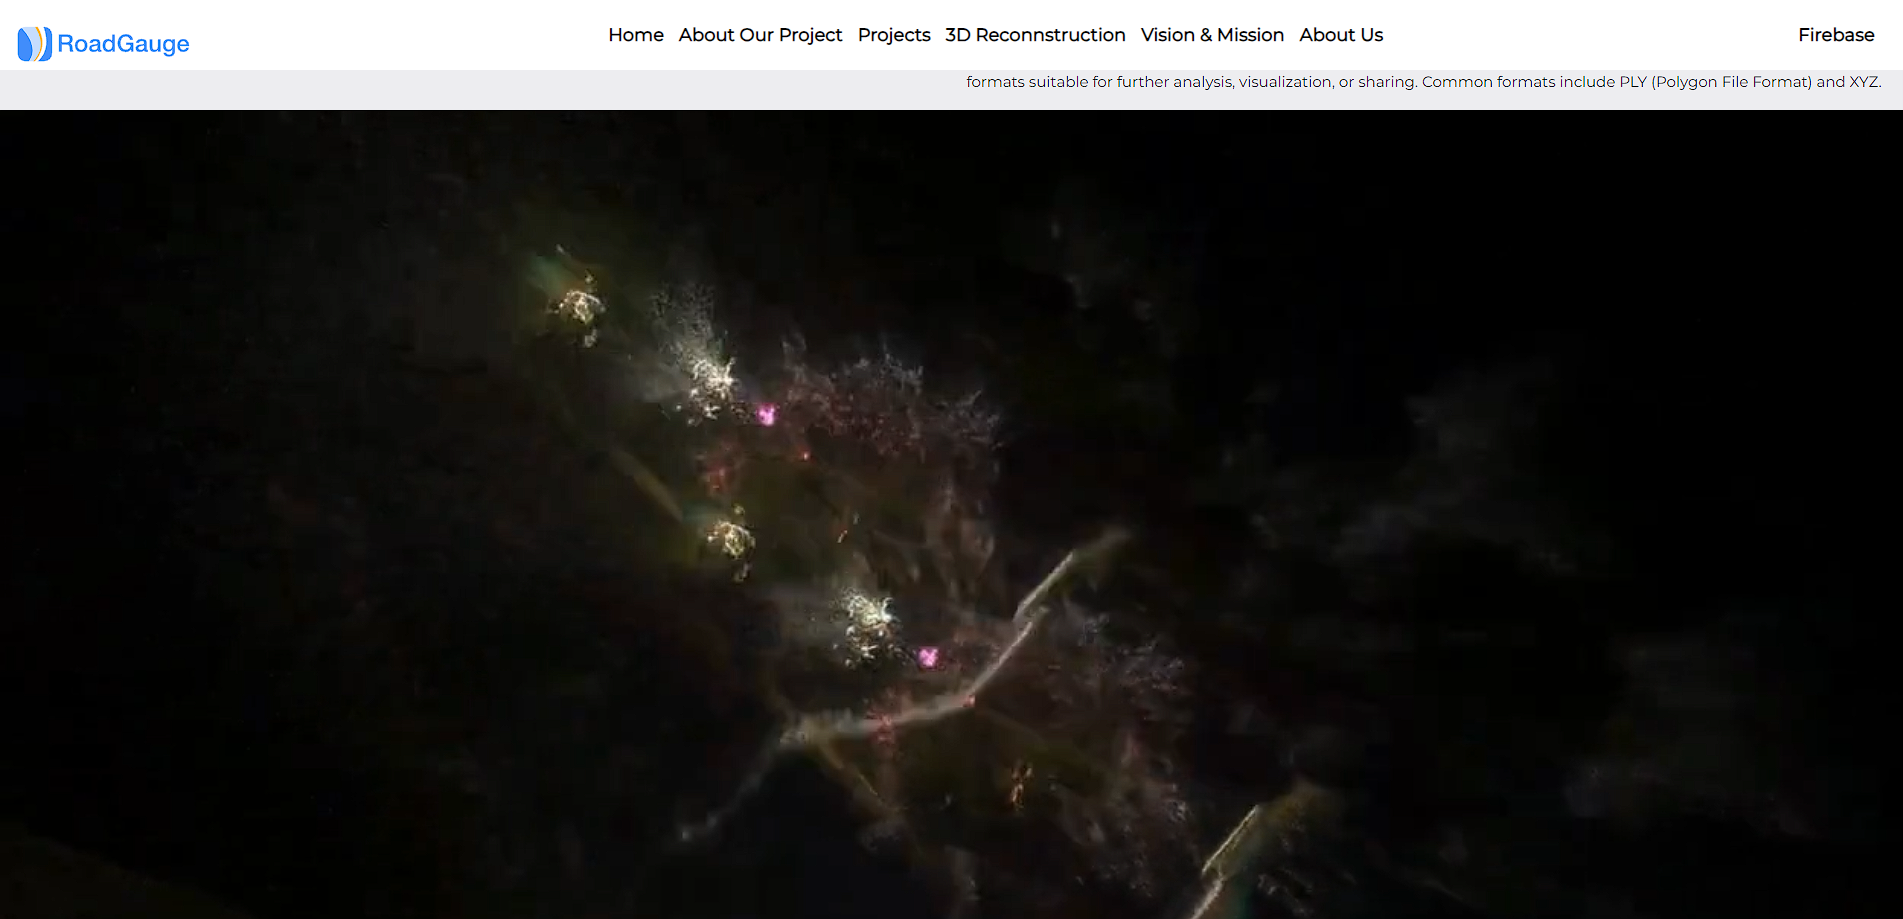 RoadGauge
Home About Our Project Projects 3D Reconnstruction Vision & Mission About Us Firebase
formats suitable for further analysis, visualization, or sharing. Common formats include PLY (Polygon File Format) and XYZ.